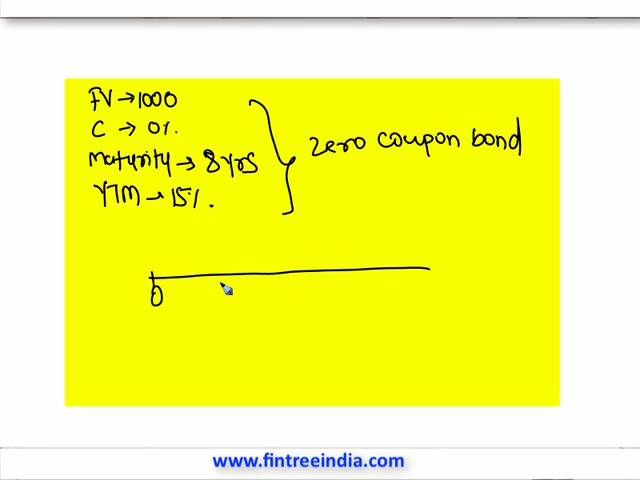 FV → 1000
C → 0%.
Maturity → 8 yrs
YTM → 15%.
Zero coupon bond
0
www.fintreeindia.com